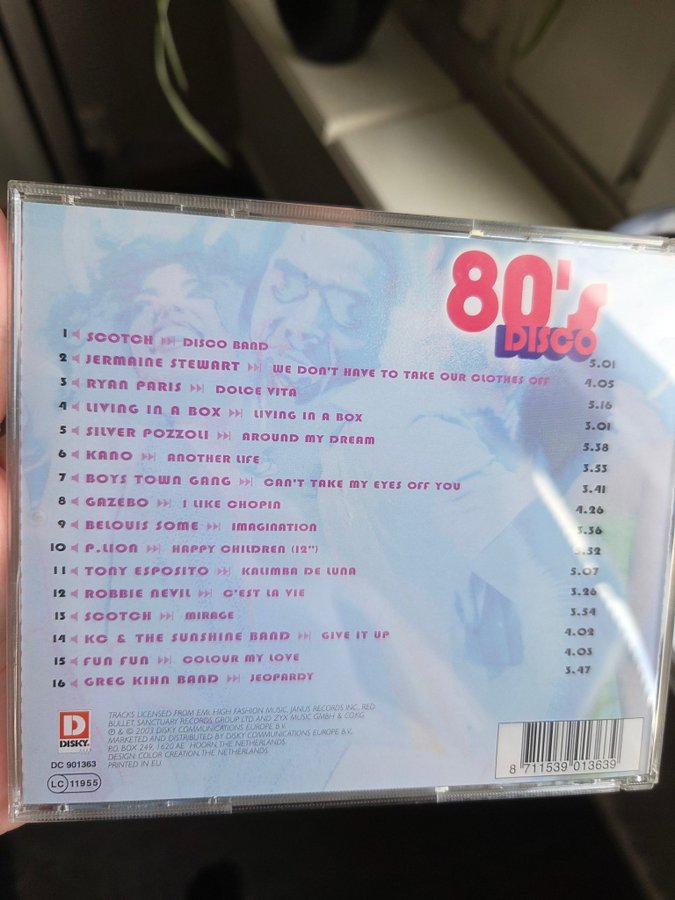 80's
DISCO
1 SCOTCH DISCO BAND 5.01
2 JERMAINE STEWART WE DON'T HAVE TO TAKE OUR CLOTHES OFF 4.05
3 RYAN PARIS DOLCE VITA 5.16
4 LIVING IN A BOX LIVING IN A BOX 3.01
5 SILVER POZZOLI AROUND MY DREAM 5.38
6 KANO ANOTHER LIFE 3.53
7 BOYS TOWN GANG CAN'T TAKE MY EYES OFF YOU 3.41
8 GAZEBO I LIKE CHOPIN 4.26
9 BELOUIS SOME IMAGINATION 3.36
10 P.LION HAPPY CHILDREN (12")
11 TONY ESPOSITO KALIMBA DE LUNA 5.07
12 ROBBIE NEVIL C'EST LA VIE 3.26
13 SCOTCH MIRAGE 3.54
14 KC & THE SUNSHINE BAND GIVE IT UP 4.02
15 FUN FUN COLOUR MY LOVE 4.03
16 GREG KIHN BAND JEOPARDY 3.47
D
DISKY
DC 901363
LC 11955
TRACKS LICENSED FROM EMI, HIGH FASHION MUSIC, JANUS RECORDS INC., RED
BULLET, SANCTUARY RECORDS GROUP LTD. AND ZYX MUSIC GMBH & CO.KG.
℗ & © 2003 DISKY COMMUNICATIONS EUROPE B.V.
MARKETED AND DISTRIBUTED BY DISKY COMMUNICATIONS EUROPE B.V.,
P.O. BOX 249, 1620 AE HOORN, THE NETHERLANDS.
DESIGN: COLOR CREATION, THE NETHERLANDS.
PRINTED IN E.U.
8 711539 013639